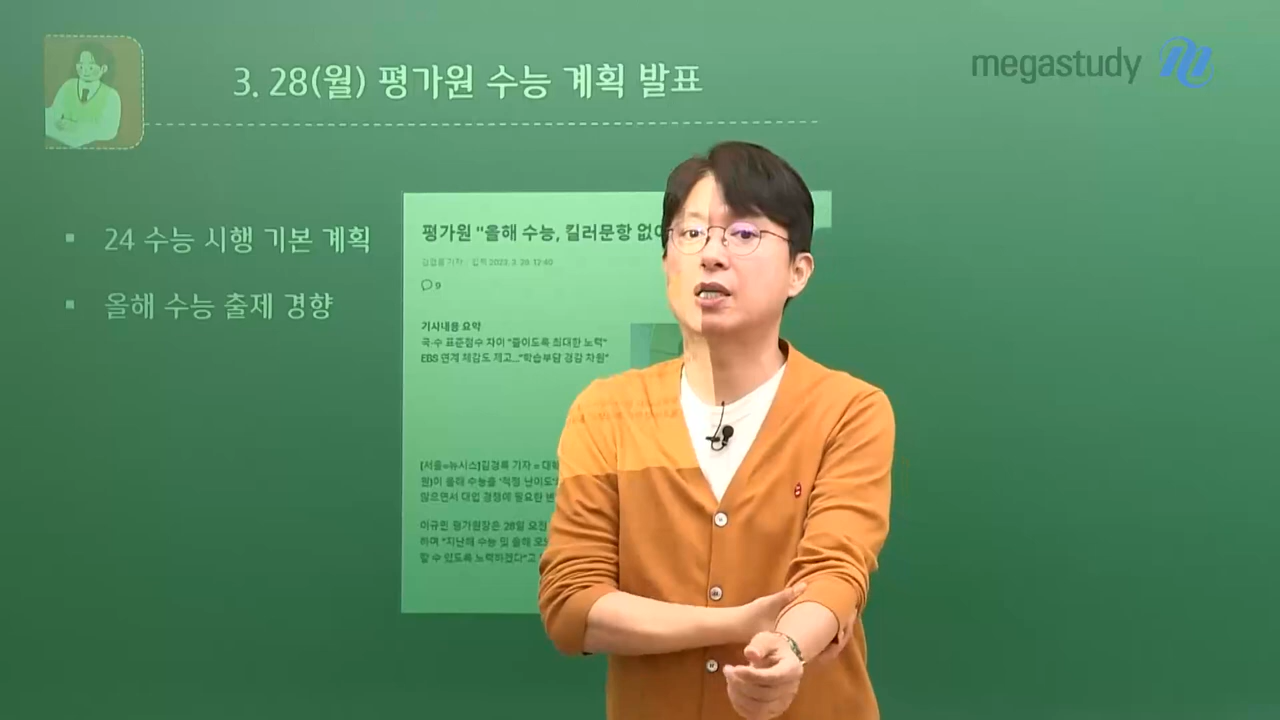 megastudy
3. 28(월) 평가원 수능 계획 발표
24 수능 시행 기본 계획
올해 수능 출제 경향
평가원 "올해 수능, 킬러문항 없
12:40
9
기사내용 요약
국·수 표준점수 차이 "줄이도록 최대한 노력"
EBS 연계 체감도 제고…"학습부담 경감 차원"
[서울=뉴시스]김경록 기자 = 대학
원)이 올해 수능을 '적정 난이도'
않으면서 대입 경쟁에 필요한 변
이규민 평가원장은 28일 오전
하며 "지난해 수능 및 올해 모
할 수 있도록 노력하겠다"고